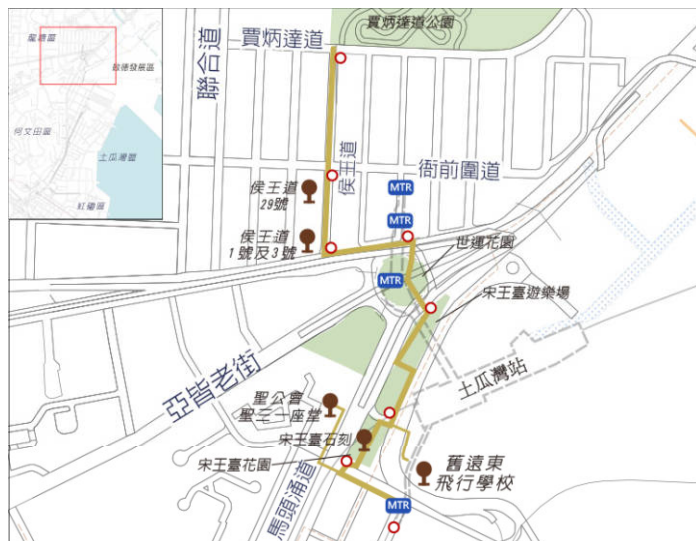 龍塘區
啟德發展區
何文田區
土瓜灣區
紅磡區
聯合道
賈炳達道
賈炳達道公園
侯王道
衙前圍道
侯王道
29號
MTR
MTR
侯王道
1號及3號
世運花園
MTR
宋王臺遊樂場
亞皆老街
土瓜灣站
聖公會
聖三一座堂
宋王臺石刻
宋王臺花園
舊遠東
飛行學校
馬頭涌道
MTR